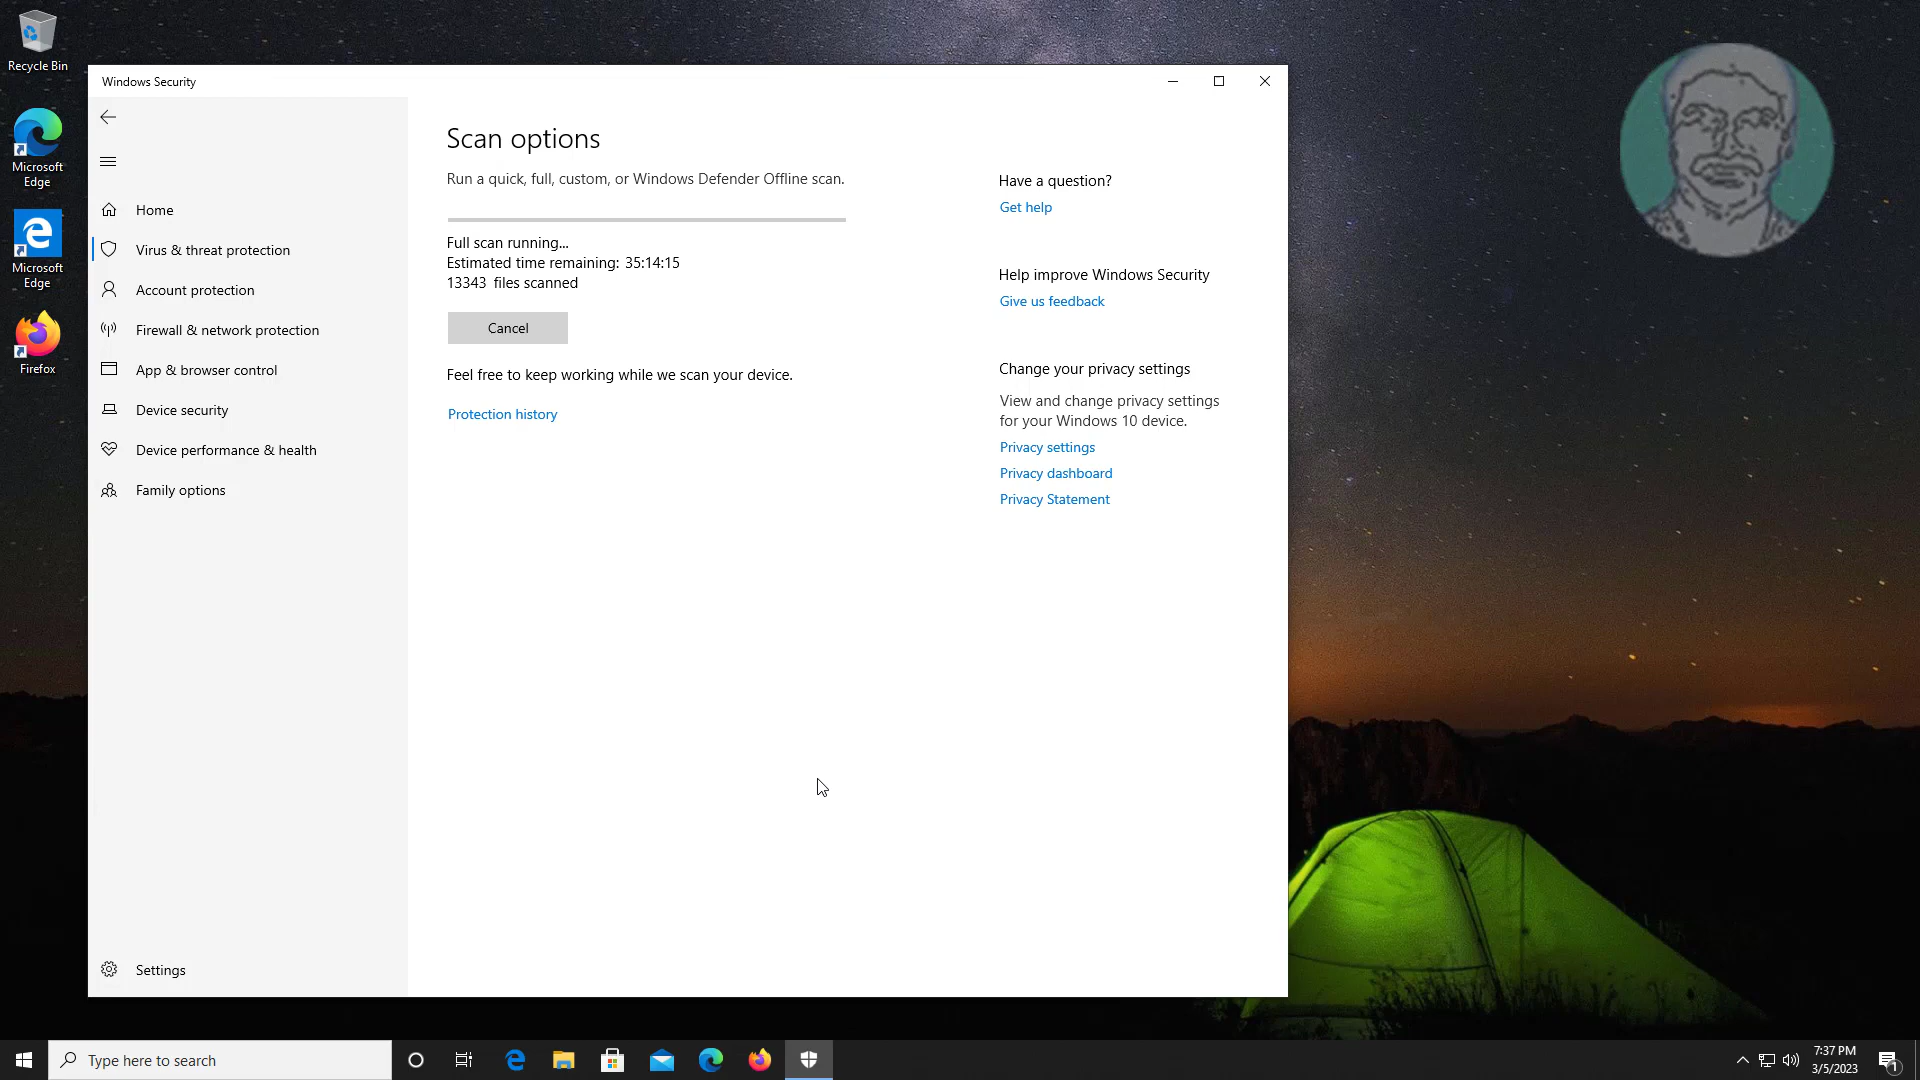 Recycle Bin
Microsoft
Edge
Microsoft
Edge
Firefox
Windows Security
Home
Virus & threat protection
Account protection
Firewall & network protection
App & browser control
Device security
Device performance & health
Family options
Settings
Scan options
Run a quick, full, custom, or Windows Defender Offline scan.
Full scan running...
Estimated time remaining: 35:14:15
13343 files scanned
Cancel
Feel free to keep working while we scan your device.
Protection history
Have a question?
Get help
Help improve Windows Security
Give us feedback
Change your privacy settings
View and change privacy settings
for your Windows 10 device.
Privacy settings
Privacy dashboard
Privacy Statement
Type here to search
7:37 PM
3/5/2023
1